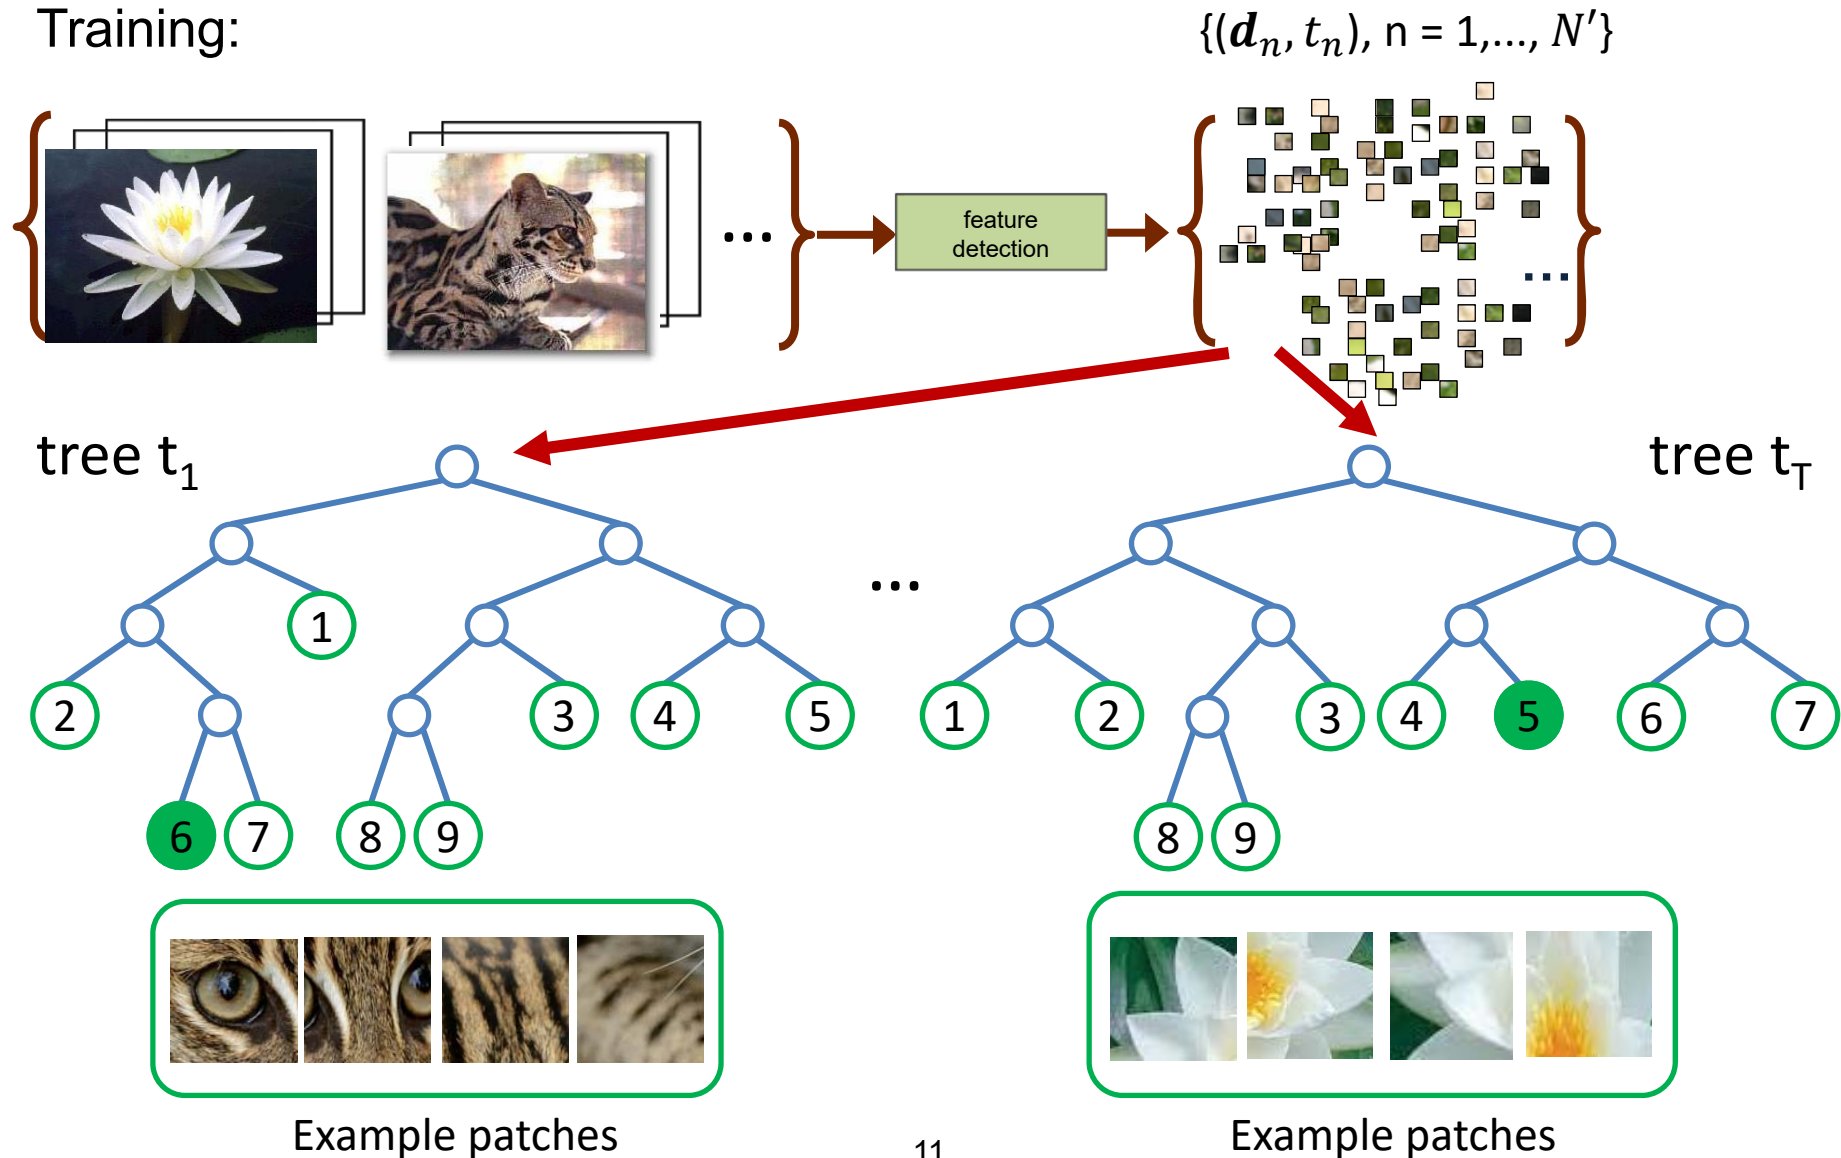 Training:
{(𝒅ₙ, 𝑡ₙ), n = 1,..., 𝑁′}
...
feature
detection
...
tree t₁
tree t_T
...
1
2
3
4
5
1
2
3
4
5
6
7
6
7
8
9
8
9
Example patches
11
Example patches